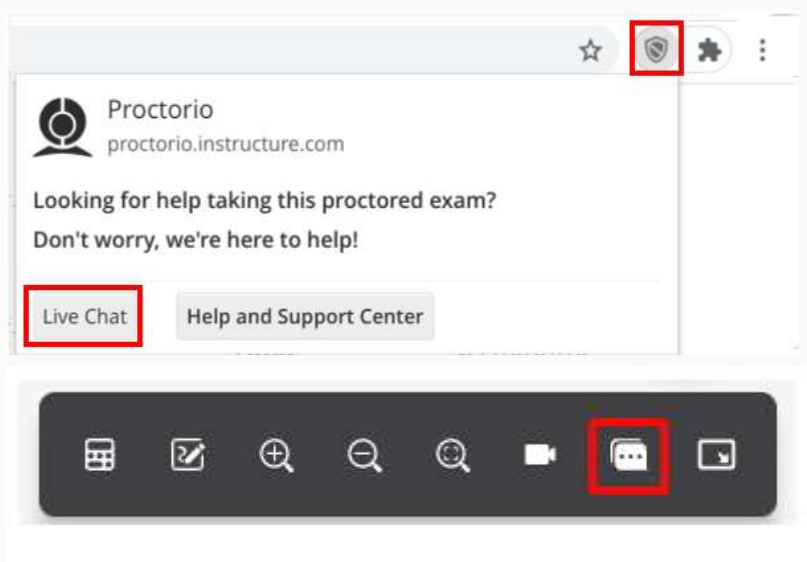 Proctorio
proctorio.instructure.com
Looking for help taking this proctored exam?
Don't worry, we're here to help!
Live Chat
Help and Support Center